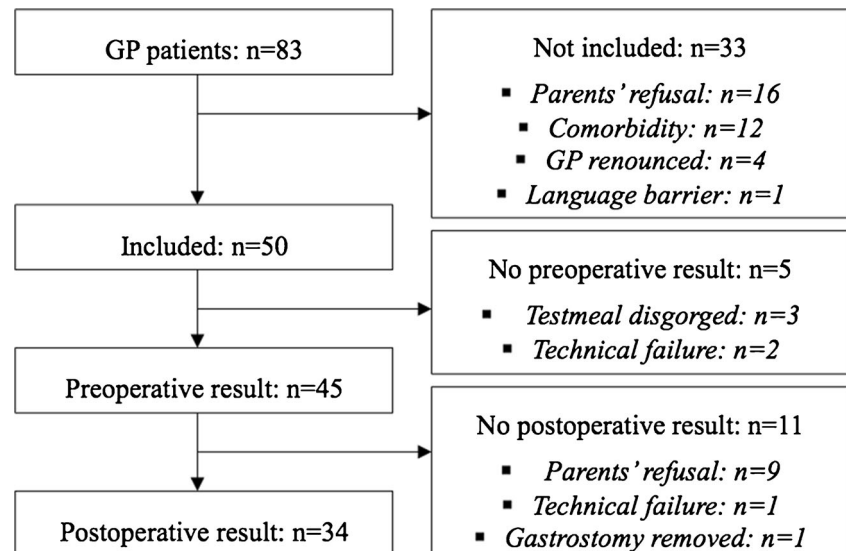 GP patients: n=83
Not included: n=33
▪ Parents' refusal: n=16
▪ Comorbidity: n=12
▪ GP renounced: n=4
▪ Language barrier: n=1
Included: n=50
No preoperative result: n=5
▪ Testmeal disgorged: n=3
▪ Technical failure: n=2
Preoperative result: n=45
No postoperative result: n=11
▪ Parents' refusal: n=9
▪ Technical failure: n=1
▪ Gastrostomy removed: n=1
Postoperative result: n=34